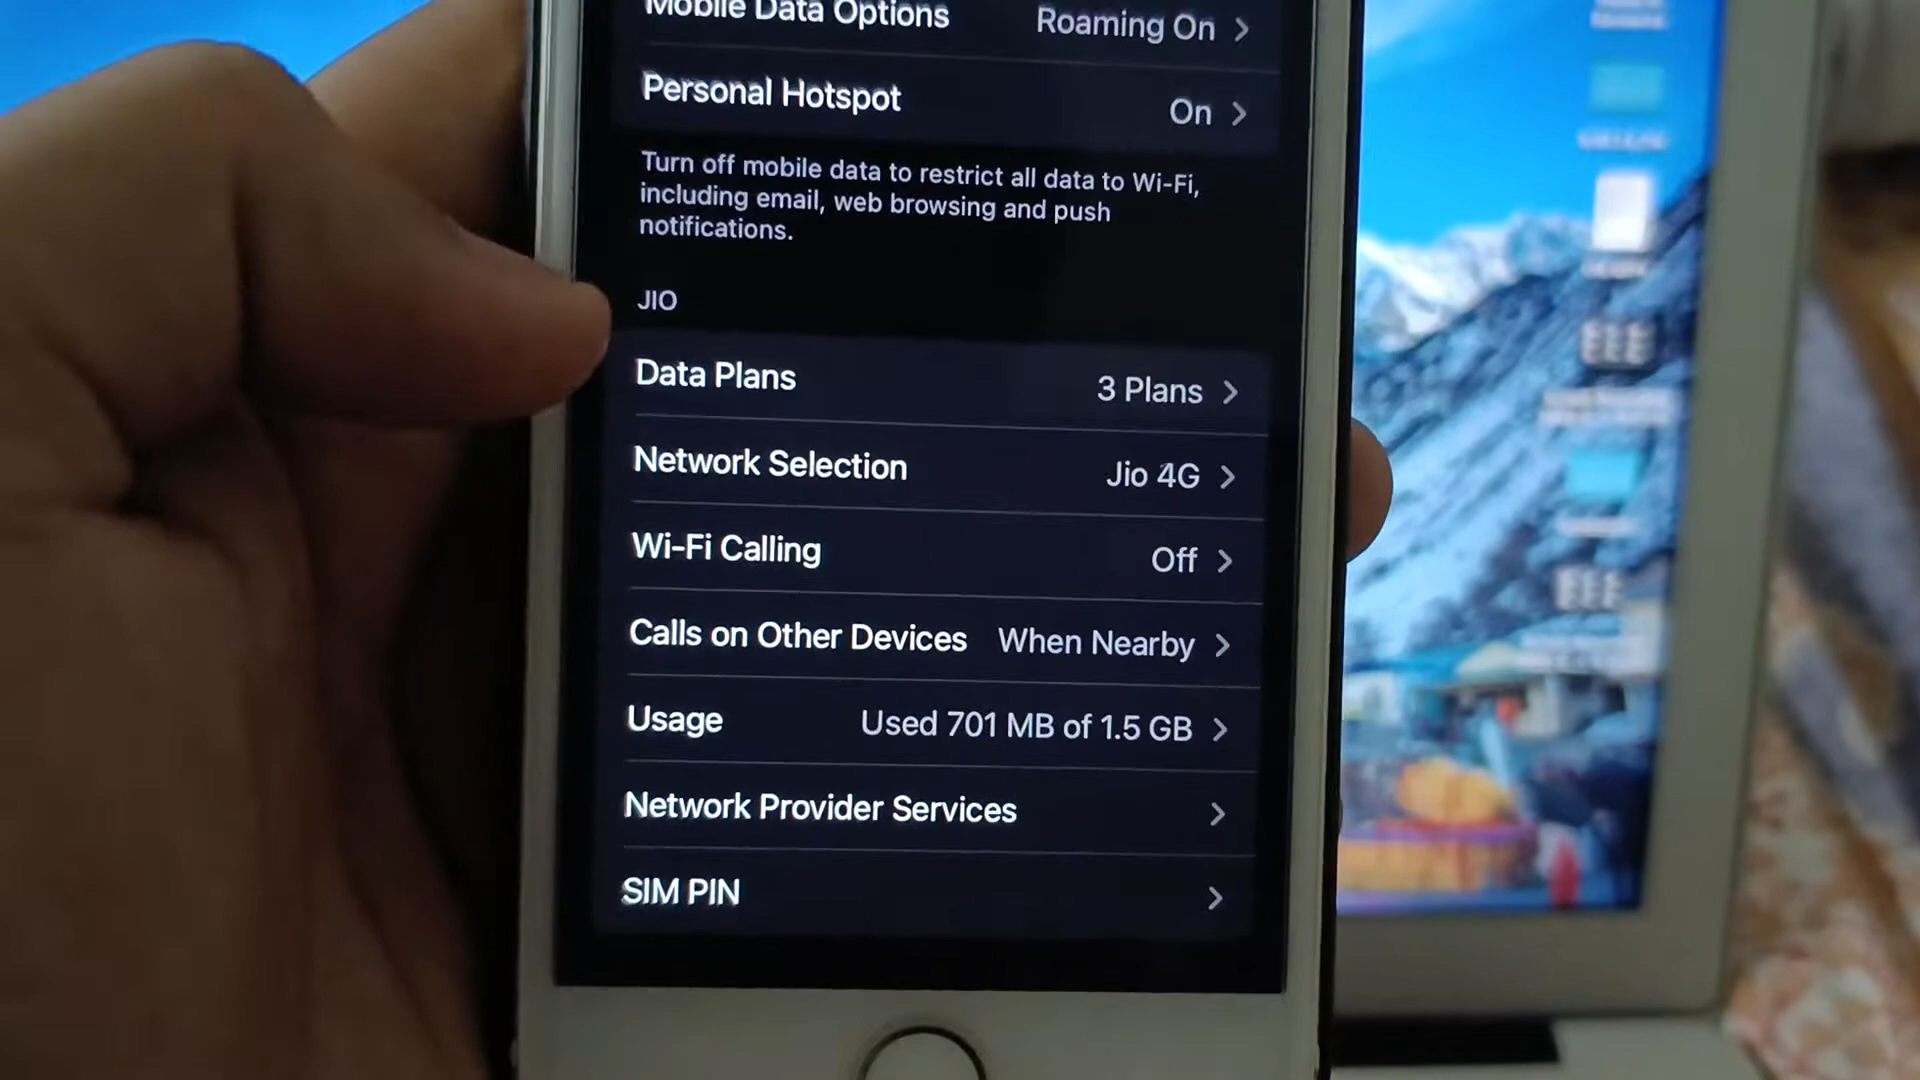 Mobile Data Options Roaming On
Personal Hotspot On
Turn off mobile data to restrict all data to Wi-Fi,
including email, web browsing and push
notifications.
JIO
Data Plans 3 Plans
Network Selection Jio 4G
Wi-Fi Calling Off
Calls on Other Devices When Nearby
Usage Used 701 MB of 1.5 GB
Network Provider Services
SIM PIN